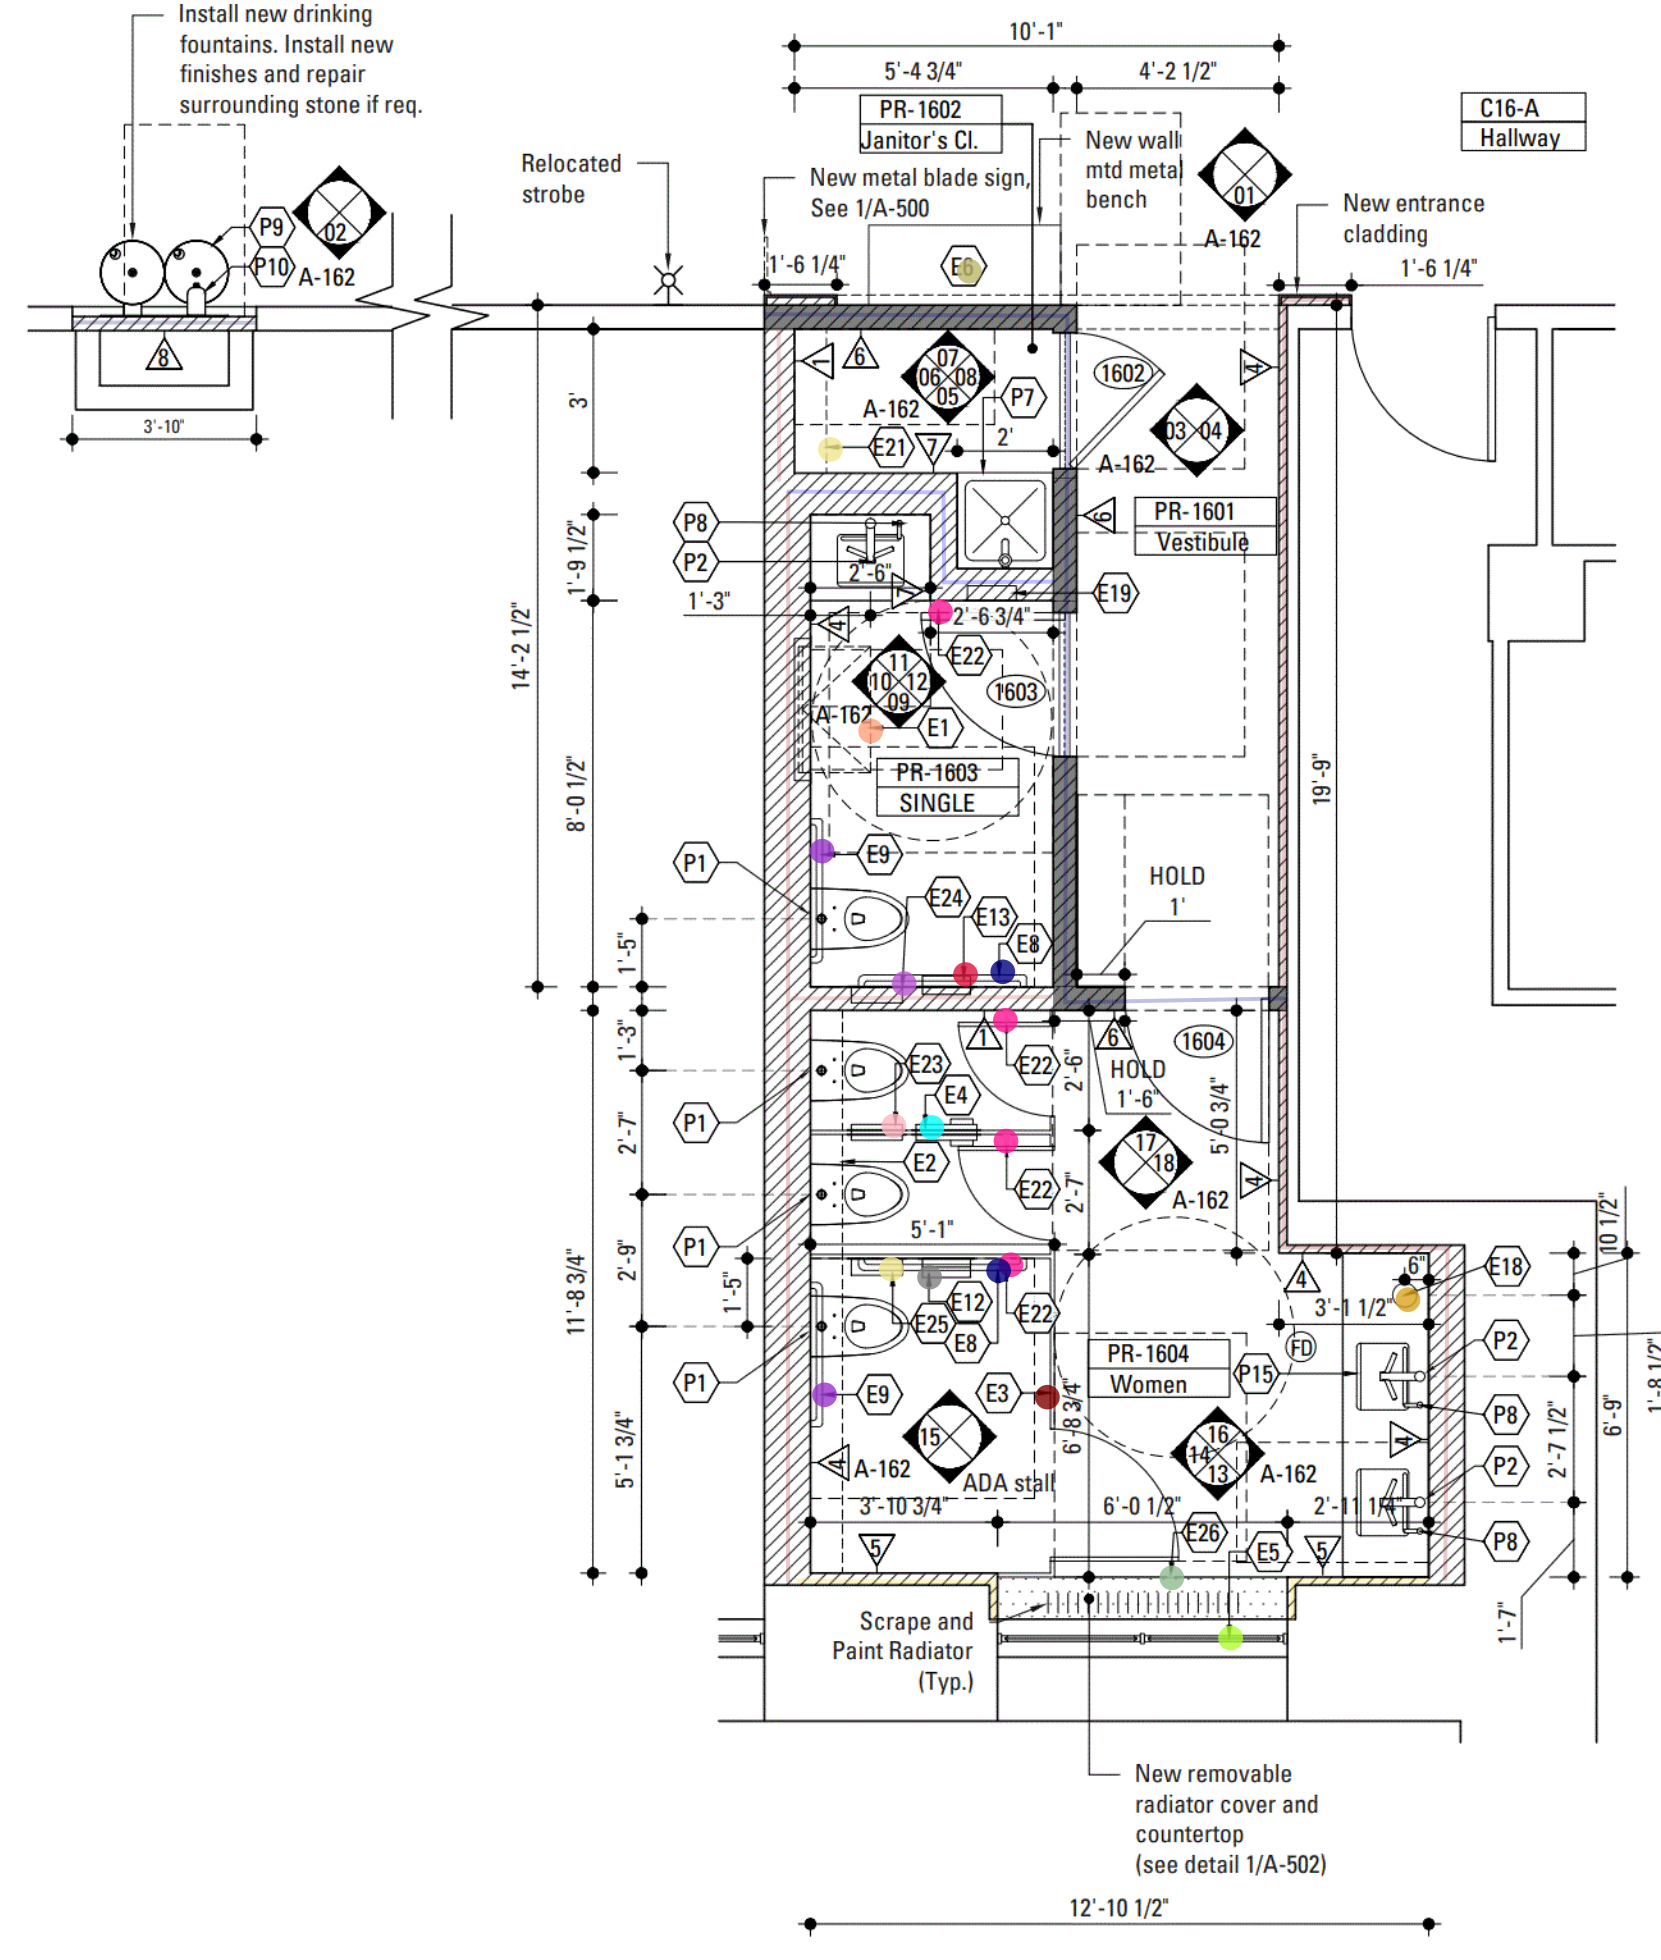 Install new drinking
fountains. Install new
finishes and repair
surrounding stone if req.
10'-1"
5'-4 3/4"
4'-2 1/2"
PR-1602
Janitor's Cl.
C16-A
Hallway
Relocated
strobe
New metal blade sign,
See 1/A-500
New wall
mtd metal
bench
01
A-162
New entrance
cladding
P9
P10
02
A-162
1'-6 1/4"
E6
1'-6 1/4"
8
3'-10"
3'
1
6
07
06 08
05
A-162
P7
1602
4
03 04
A-162
E21
7
2'
P8
P2
1'-9 1/2"
2'-6"
7
1'-3"
4
6
PR-1601
Vestibule
E19
2'-6 3/4"
E22
14'-2 1/2"
11
10 12
09
A-162
1603
E1
PR-1603
SINGLE
19'-9"
8'-0 1/2"
P1
E9
HOLD
1'
E24
E13
E8
1'-5"
1'-3"
1
6
1604
E23
E22
2'-6"
HOLD
1'-6"
E4
5'-0 3/4"
P1
2'-7"
E2
17
18
A-162
4
E22
2'-7"
5'-1"
P1
2'-9"
1'-5"
11'-8 3/4"
10 1/2"
4
6"
E18
3'-1 1/2"
E12
E25
E8
E22
FD
PR-1604
Women
P15
P2
P1
E9
E3
6'-8 3/4"
P8
1'-8 1/2"
6'-9"
2'-7 1/2"
15
16
14
13
A-162
4
P2
5'-1 3/4"
4
A-162
ADA stall
3'-10 3/4"
6'-0 1/2"
2'-11 1/4"
E26
E5
5
5
P8
1'-7"
Scrape and
Paint Radiator
(Typ.)
New removable
radiator cover and
countertop
(see detail 1/A-502)
12'-10 1/2"